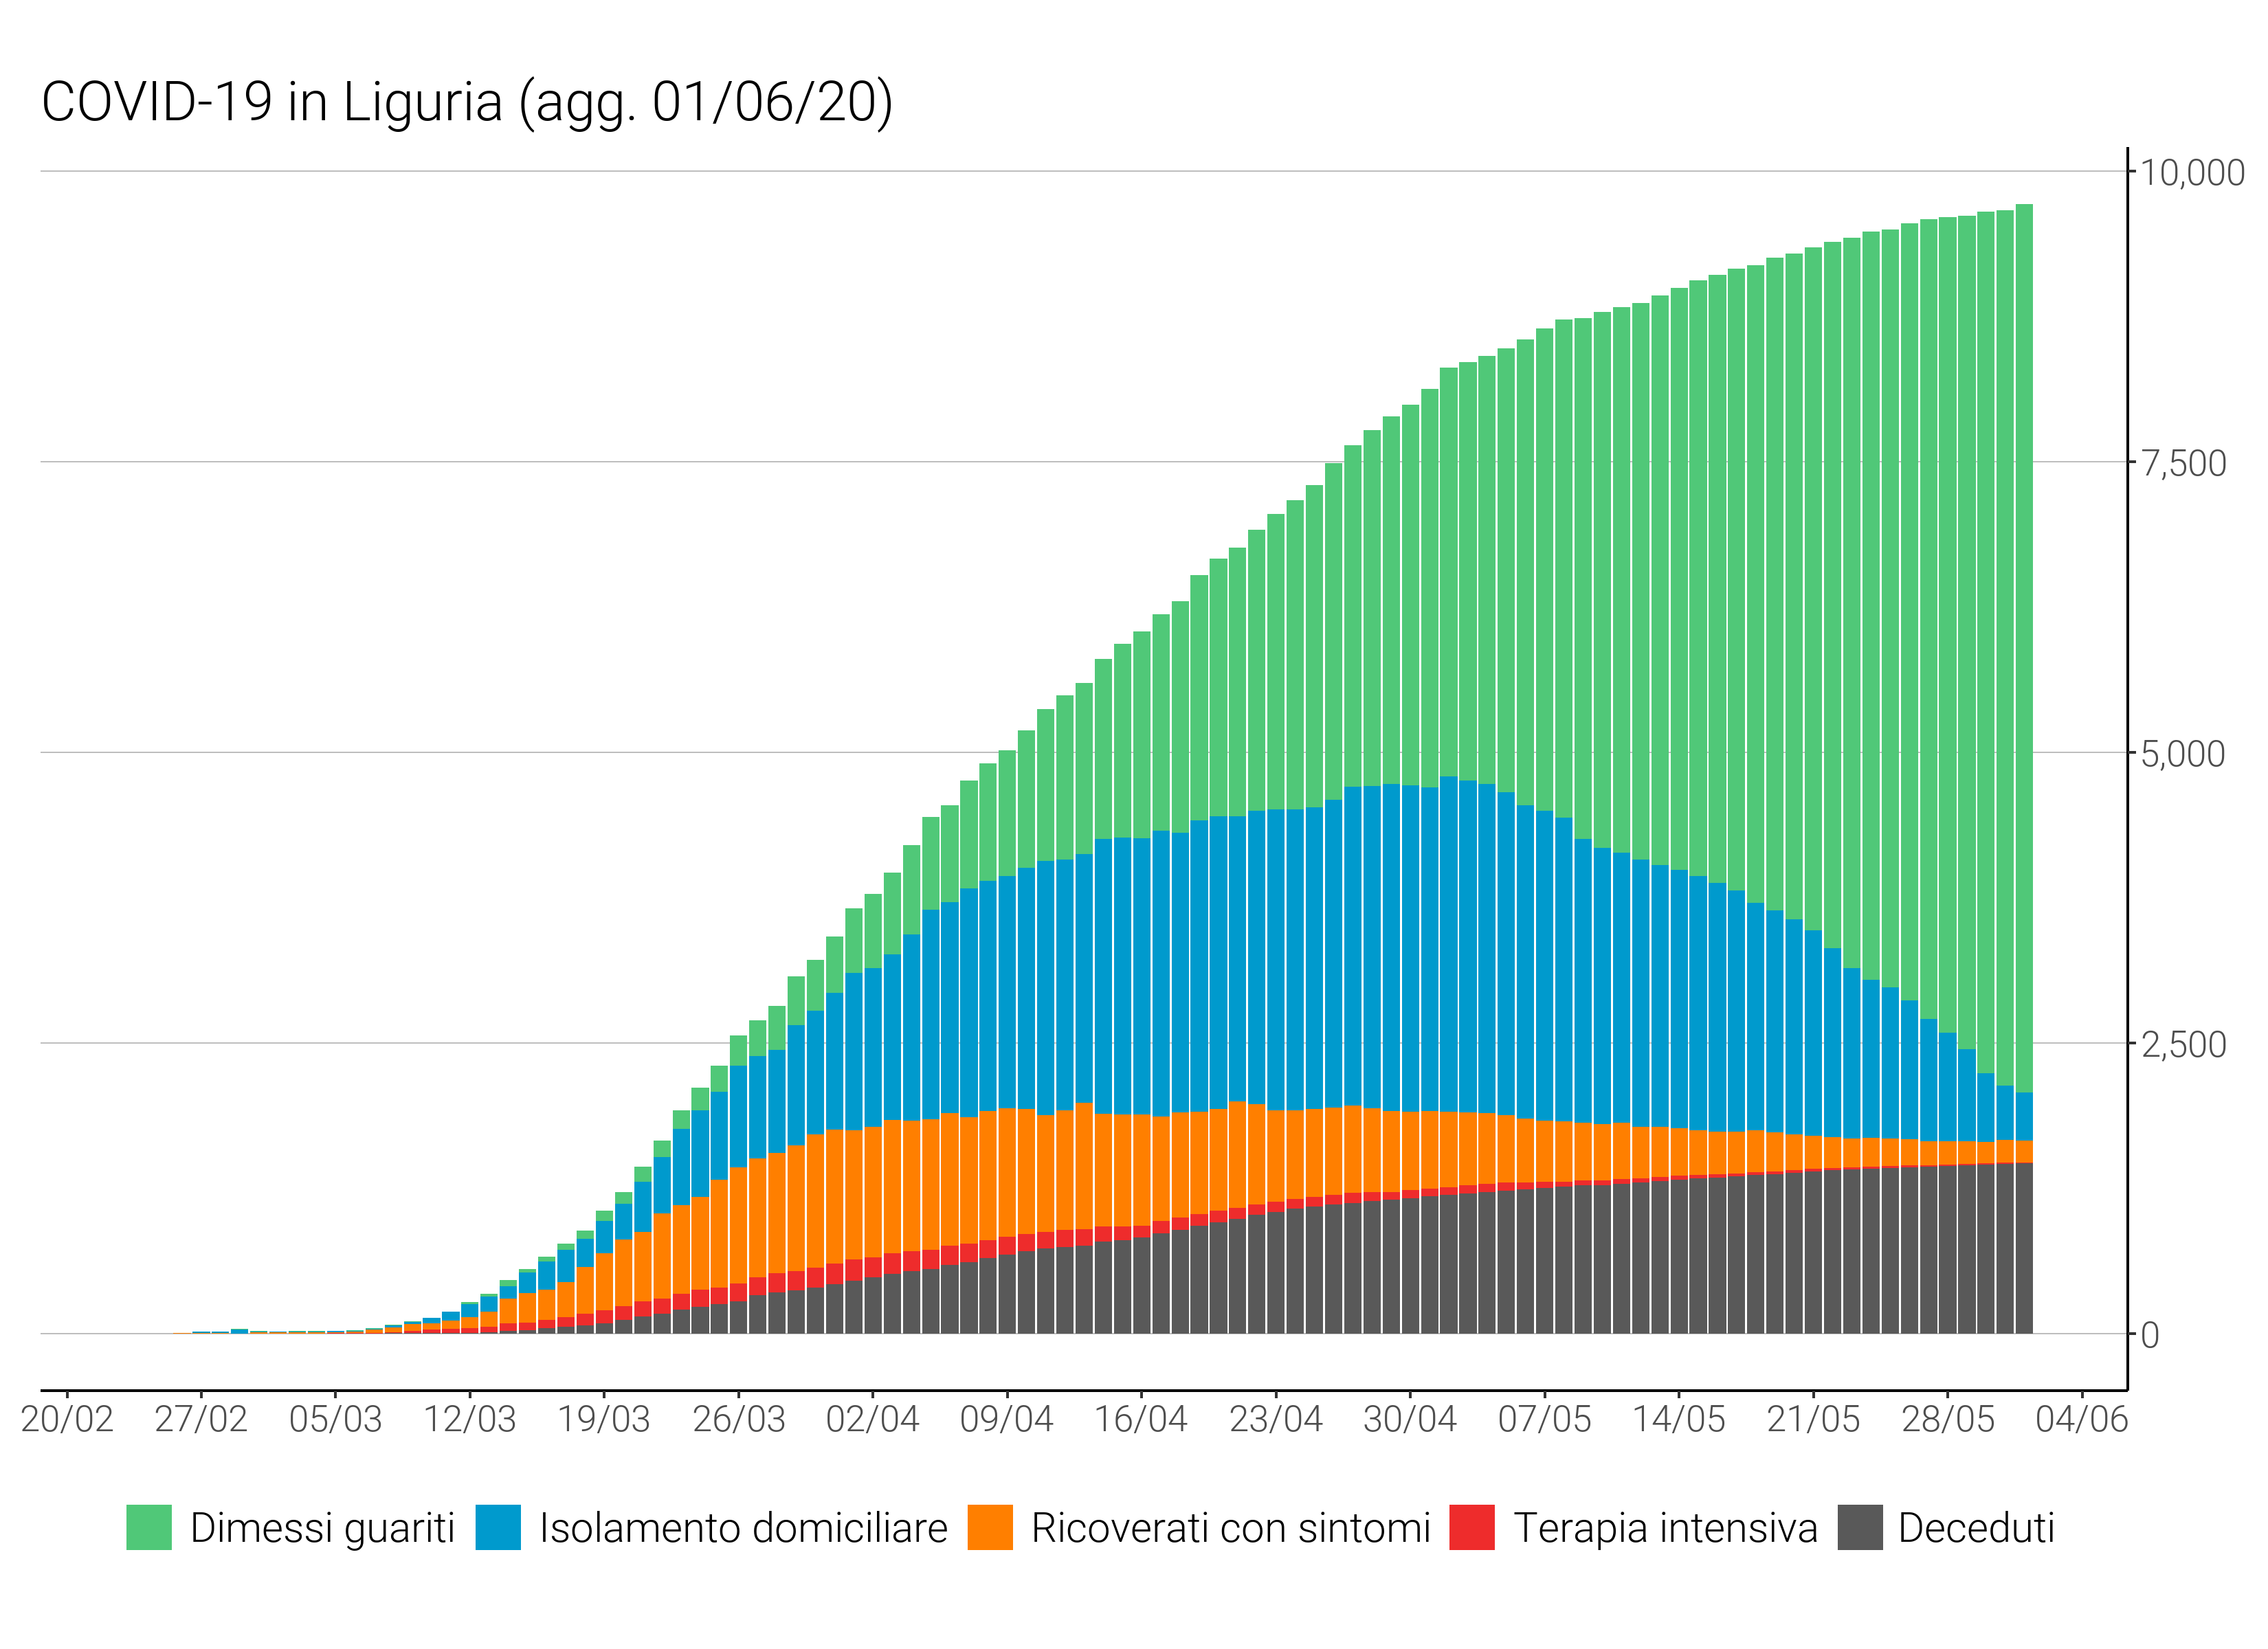 COVID-19 in Liguria (agg. 01/06/20)
10,000
7,500
5,000
2,500
0
20/02 27/02 05/03 12/03 19/03 26/03 02/04 09/04 16/04 23/04 30/04 07/05 14/05 21/05 28/05 04/06
Dimessi guariti Isolamento domiciliare Ricoverati con sintomi Terapia intensiva Deceduti